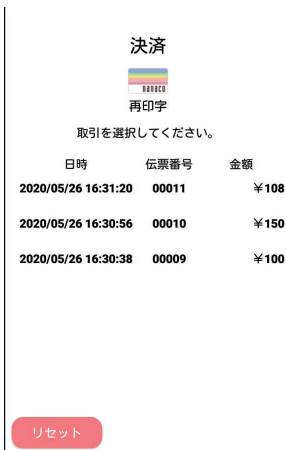 決済
nanaco
再印字
取引を選択してください。
日時 伝票番号 金額
2020/05/26 16:31:20 00011 ￥108
2020/05/26 16:30:56 00010 ￥150
2020/05/26 16:30:38 00009 ￥100
リセット